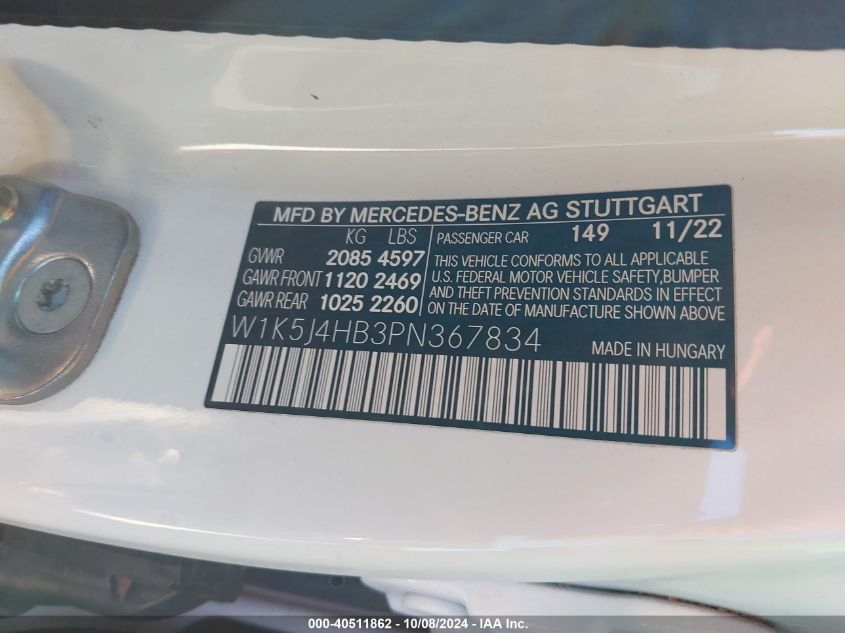 MFD BY MERCEDES-BENZ AG STUTTGART
KG LBS
GVWR 2085 4597
GAWR FRONT 1120 2469
GAWR REAR 1025 2260
PASSENGER CAR 149 11/22
THIS VEHICLE CONFORMS TO ALL APPLICABLE
U.S. FEDERAL MOTOR VEHICLE SAFETY,BUMPER
AND THEFT PREVENTION STANDARDS IN EFFECT
ON THE DATE OF MANUFACTURE SHOWN ABOVE.
W1K5J4HB3PN367834
MADE IN HUNGARY
000-40511862 - 10/08/2024 - IAA Inc.